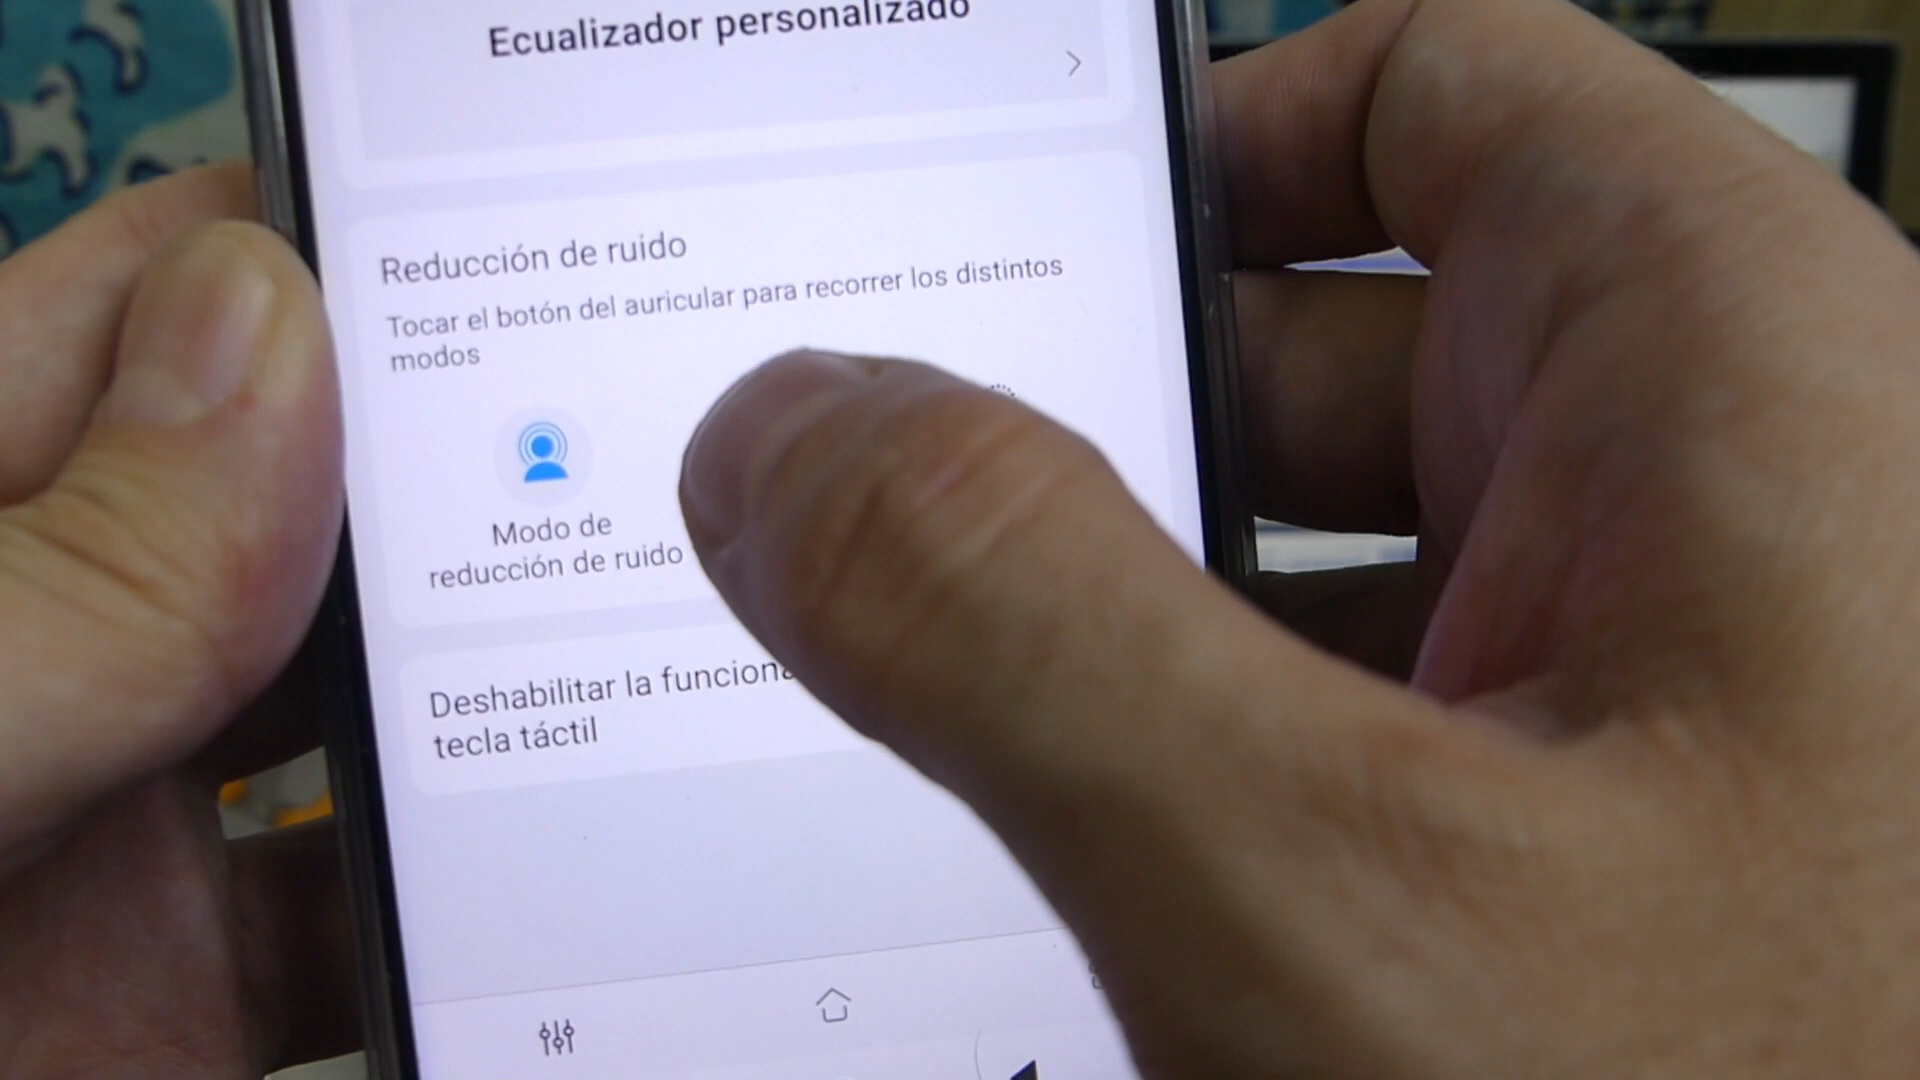 Ecualizador personalizado
Reducción de ruido
Tocar el botón del auricular para recorrer los distintos
modos
Modo de
reducción de ruido
Deshabilitar la
tecla táctil